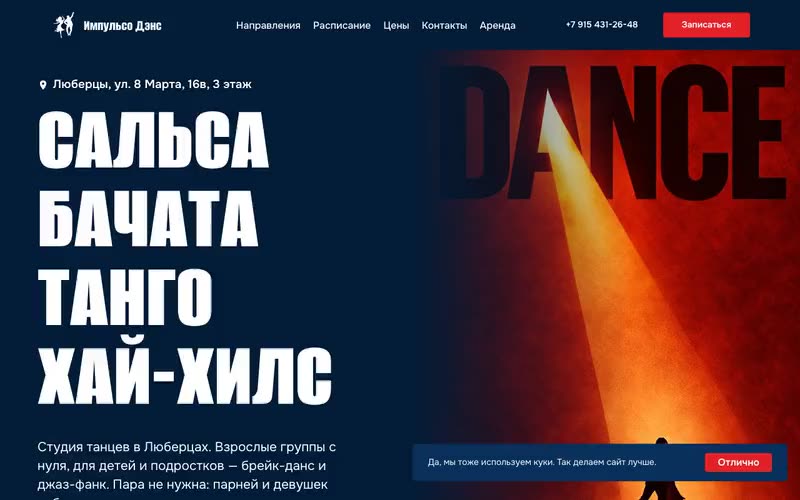 Импульсо Дэнс
Направления
Расписание
Цены
Контакты
Аренда
+7 915 431-26-48
Записаться
Люберцы, ул. 8 Марта, 16в, 3 этаж
DANCE
САЛЬСА
БАЧАТА
ТАНГО
ХАЙ-ХИЛС
Студия танцев в Люберцах. Взрослые группы с
нуля, для детей и подростков — брейк-данс и
джаз-фанк. Пара не нужна: парней и девушек
Да, мы тоже используем куки. Так делаем сайт лучше.
Отлично